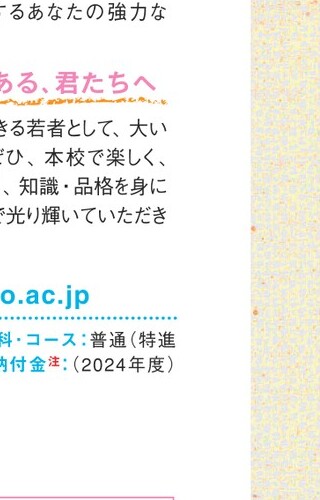 するあなたの強力な
ある、君たちへ
きる若者として、大い
ぜひ、本校で楽しく、
、知識・品格を身に
で光り輝いていただき
o.ac.jp
科・コース：普通（特進
納付金注：（2024年度）